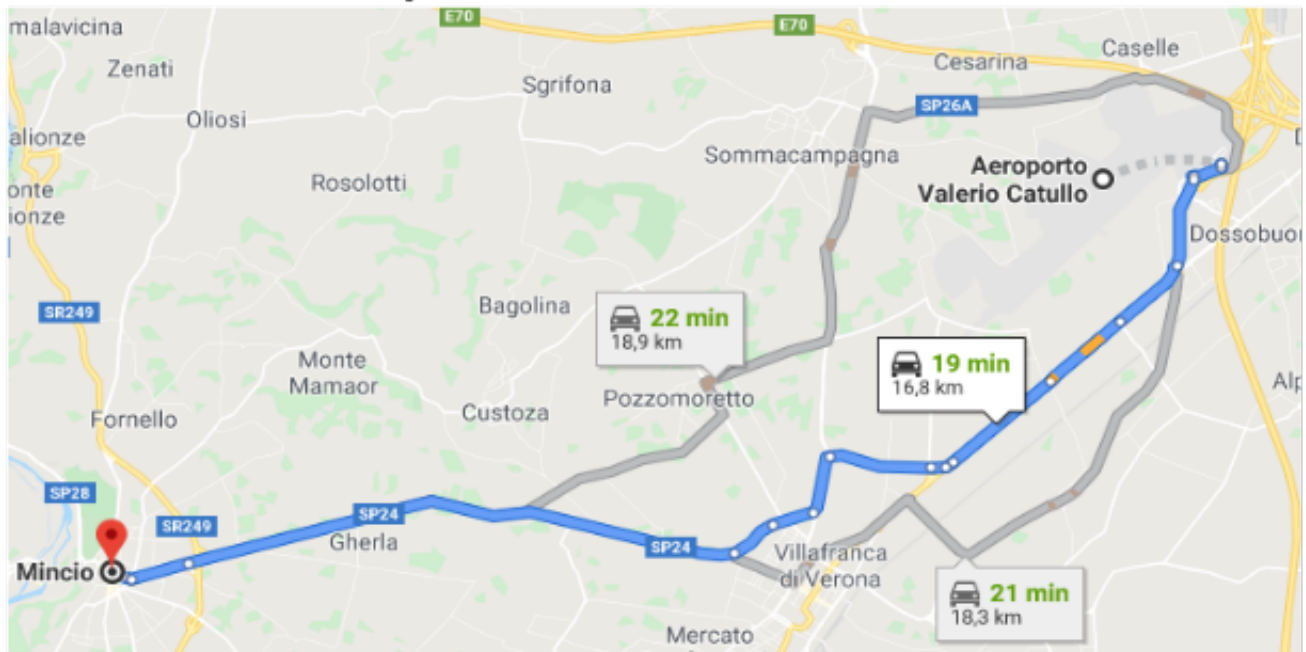 malavicina
Zenati
E70
E70
Cesarina
Caselle
Sgrifona
Oliosi
SP26A
alionze
Sommacampagna
Aeroporto
Valerio Catullo
onte
ionze
Rosolotti
Dossobuon
SR249
Bagolina
22 min
18,9 km
Monte
Mamaor
19 min
16,8 km
Alp
Pozzomoretto
Custoza
Fornello
SP28
SR249
SP24
Gherla
SP24
Villafranca
di Verona
Mincio
21 min
18,3 km
Mercato